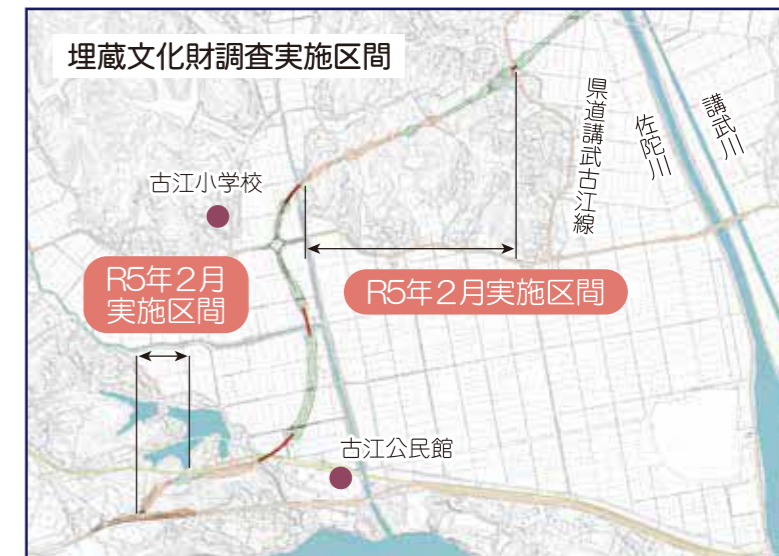 埋蔵文化財調査実施区間
県道講武古江線
佐陀川
講武川
古江小学校
R5年2月
実施区間
R5年2月実施区間
古江公民館